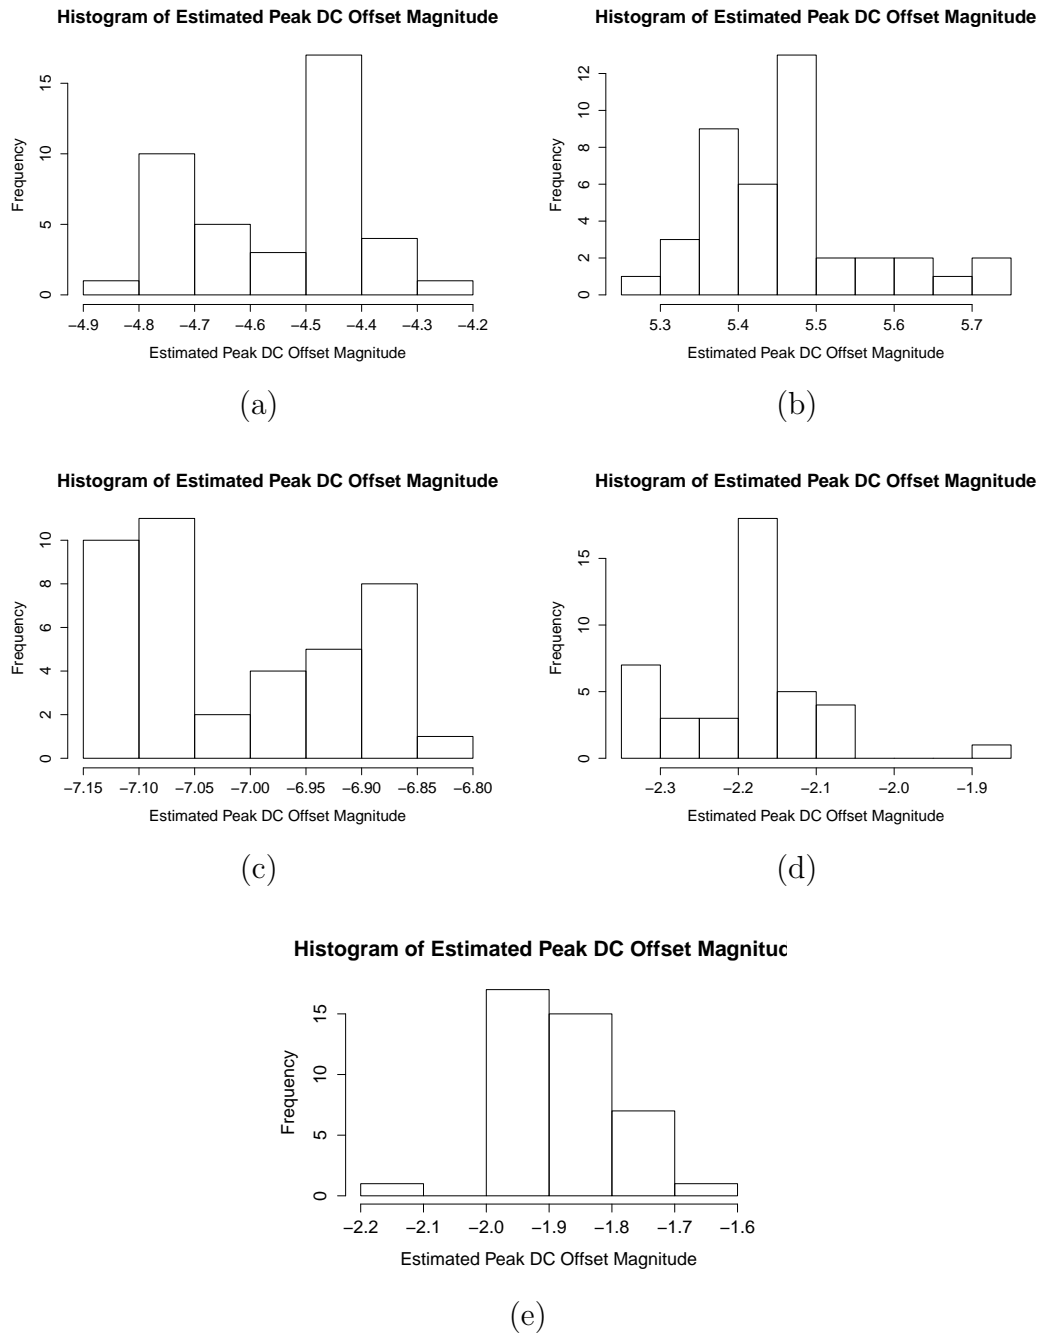 Histogram of Estimated Peak DC Offset Magnitude
Frequency
0 5 10 15
−4.9 −4.8 −4.7 −4.6 −4.5 −4.4 −4.3 −4.2
Estimated Peak DC Offset Magnitude
(a)
Histogram of Estimated Peak DC Offset Magnitude
Frequency
0 2 4 6 8 10 12
5.3 5.4 5.5 5.6 5.7
Estimated Peak DC Offset Magnitude
(b)
Histogram of Estimated Peak DC Offset Magnitude
Frequency
0 2 4 6 8 10
−7.15 −7.10 −7.05 −7.00 −6.95 −6.90 −6.85 −6.80
Estimated Peak DC Offset Magnitude
(c)
Histogram of Estimated Peak DC Offset Magnitude
Frequency
0 5 10 15
−2.3 −2.2 −2.1 −2.0 −1.9
Estimated Peak DC Offset Magnitude
(d)
Histogram of Estimated Peak DC Offset Magnitud
Frequency
0 5 10 15
−2.2 −2.1 −2.0 −1.9 −1.8 −1.7 −1.6
Estimated Peak DC Offset Magnitude
(e)